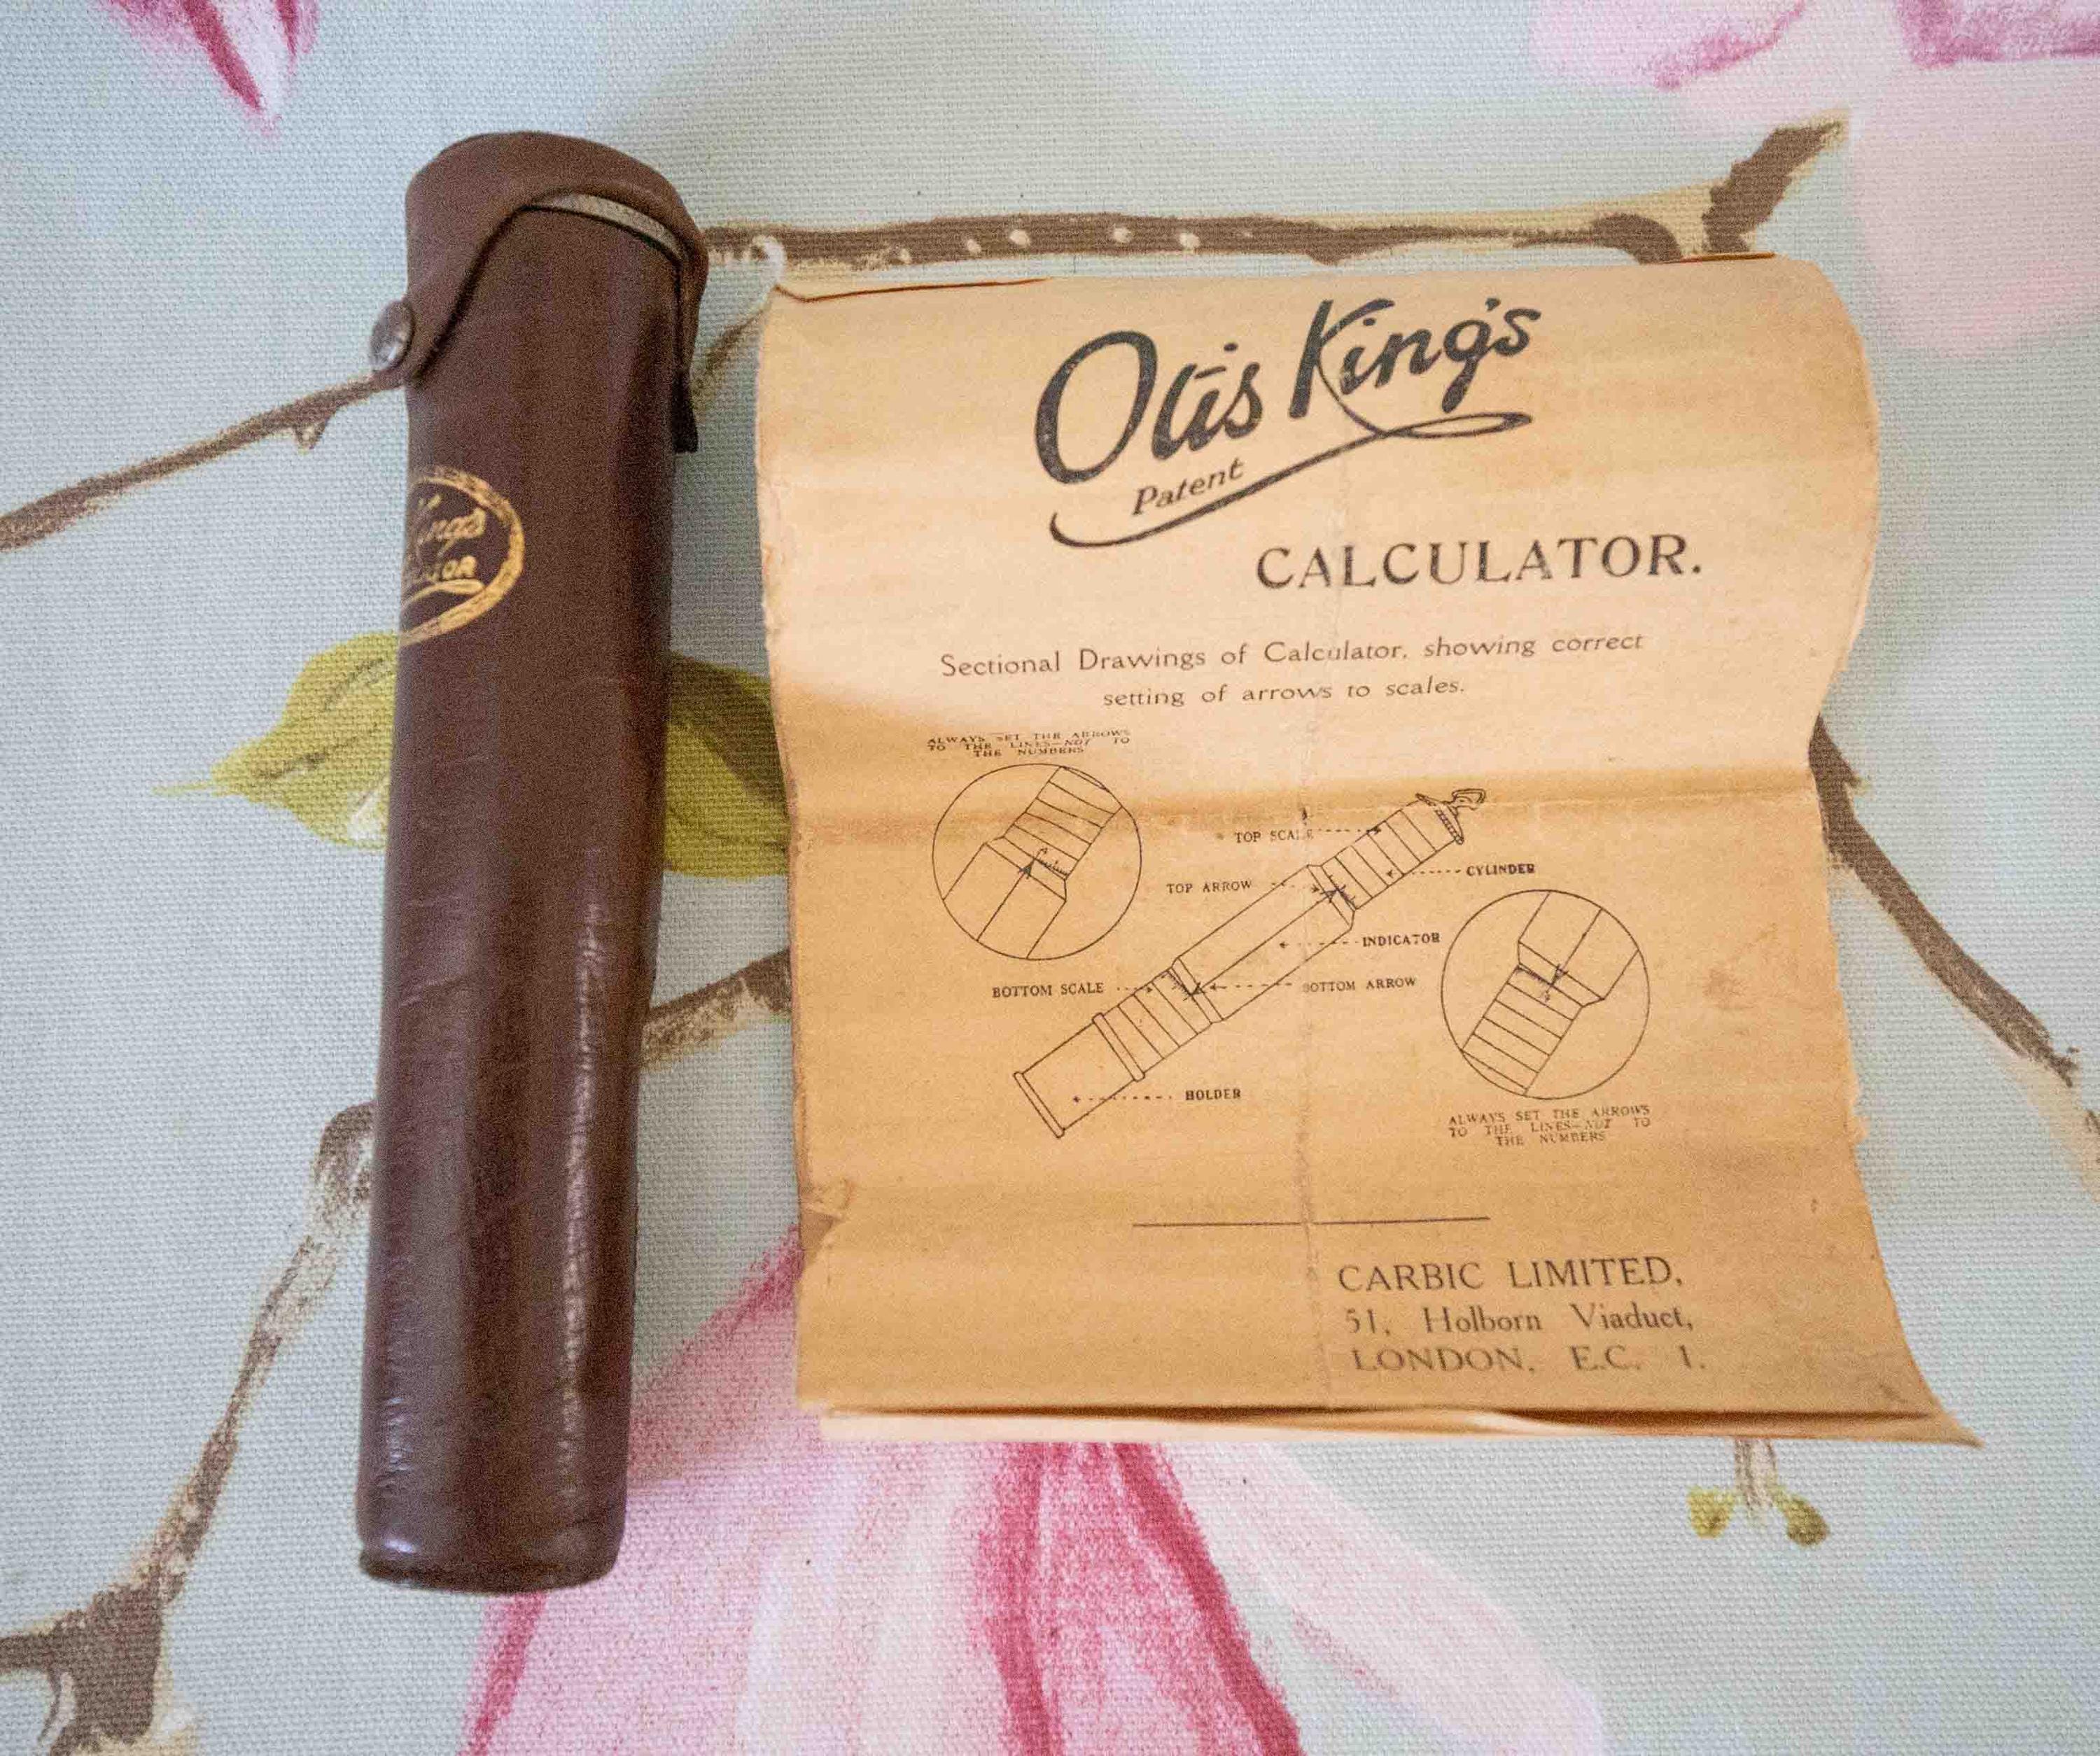 King's
Otis King's
Patent
CALCULATOR.
Sectional Drawings of Calculator, showing correct
setting of arrows to scales.
ALWAYS SET THE ARROWS
TO THE LINES—NOT TO
THE NUMBERS
TOP SCALE
CYLINDER
TOP ARROW
INDICATOR
BOTTOM SCALE
BOTTOM ARROW
HOLDER
ALWAYS SET THE ARROWS
TO THE LINES—NOT TO
THE NUMBERS
CARBIC LIMITED,
51, Holborn Viaduct,
LONDON, E.C. 1.